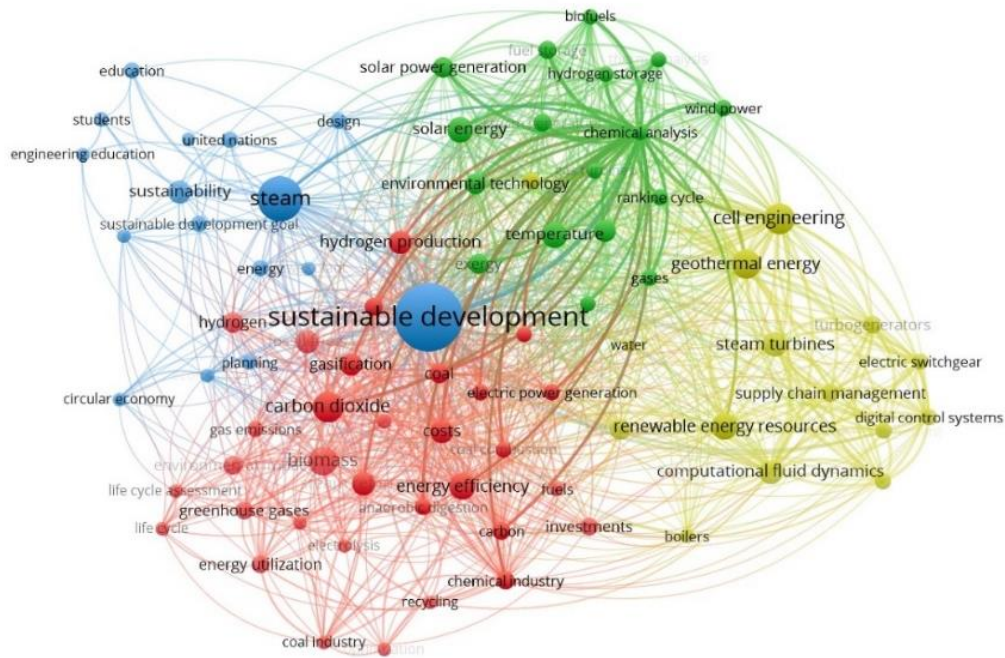 biofuels
fuel storage
solar power generation
hydrogen storage
education
wind power
students
design
solar energy
chemical analysis
united nations
engineering education
sustainability
environmental technology
steam
rankine cycle
cell engineering
sustainable development goal
hydrogen production
temperature
exergy
geothermal energy
energy
gases
sustainable development
hydrogen
turbogenerators
water
steam turbines
planning
gasification
electric switchgear
coal
electric power generation
supply chain management
circular economy
carbon dioxide
digital control systems
gas emissions
costs
renewable energy resources
coal combustion
biomass
computational fluid dynamics
life cycle assessment
energy efficiency
fuels
anaerobic digestion
greenhouse gases
life cycle
carbon
investments
boilers
electrolysis
energy utilization
chemical industry
recycling
coal industry